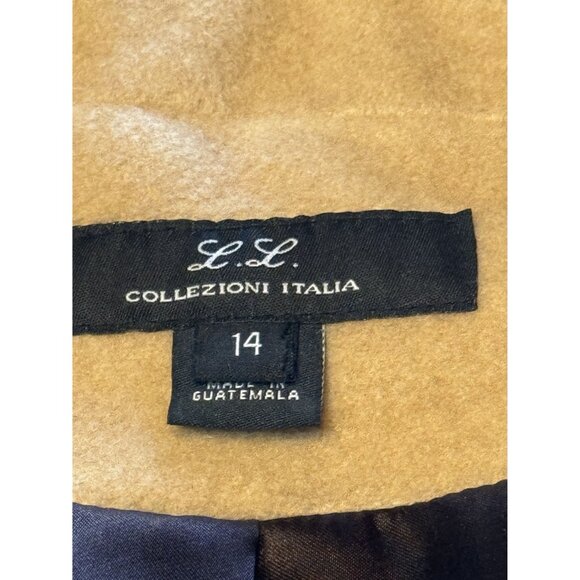 L.L.
COLLEZIONI ITALIA
14
MADE IN
GUATEMALA